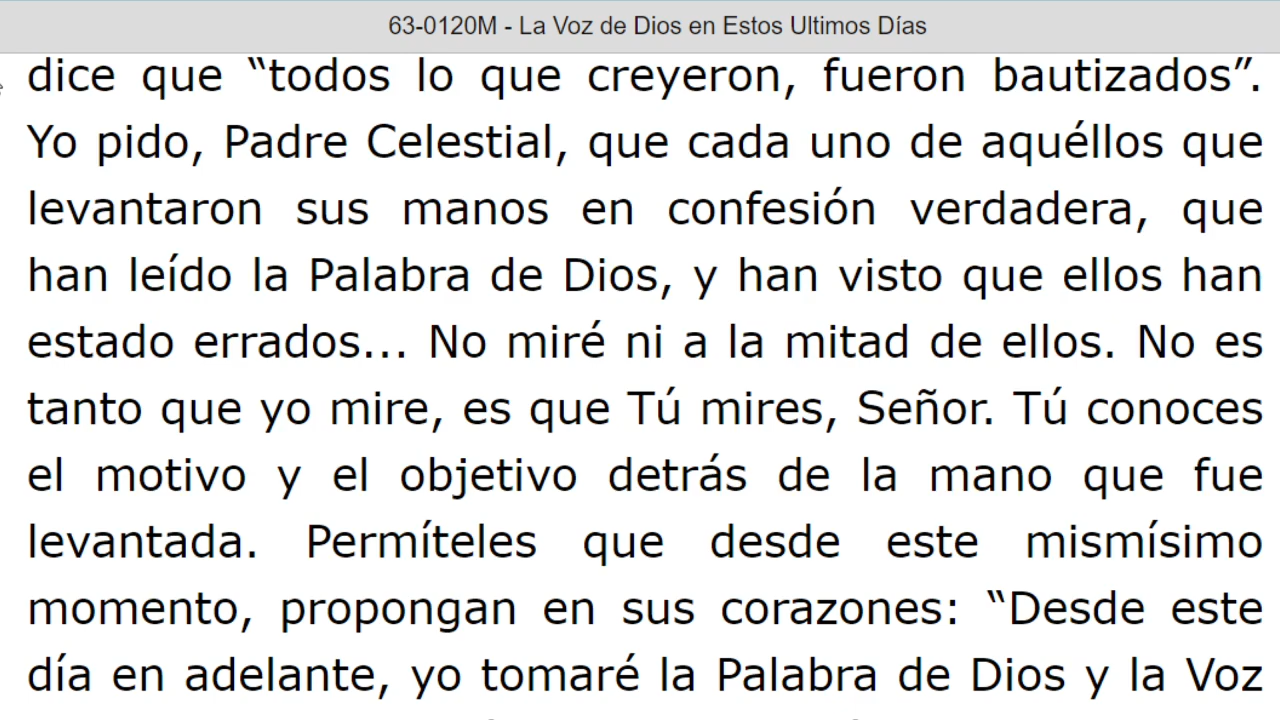 63-0120M - La Voz de Dios en Estos Ultimos Días
dice que “todos lo que creyeron, fueron bautizados”.
Yo pido, Padre Celestial, que cada uno de aquéllos que
levantaron sus manos en confesión verdadera, que
han leído la Palabra de Dios, y han visto que ellos han
estado errados... No miré ni a la mitad de ellos. No es
tanto que yo mire, es que Tú mires, Señor. Tú conoces
el motivo y el objetivo detrás de la mano que fue
levantada. Permíteles que desde este mismísimo
momento, propongan en sus corazones: “Desde este
día en adelante, yo tomaré la Palabra de Dios y la Voz